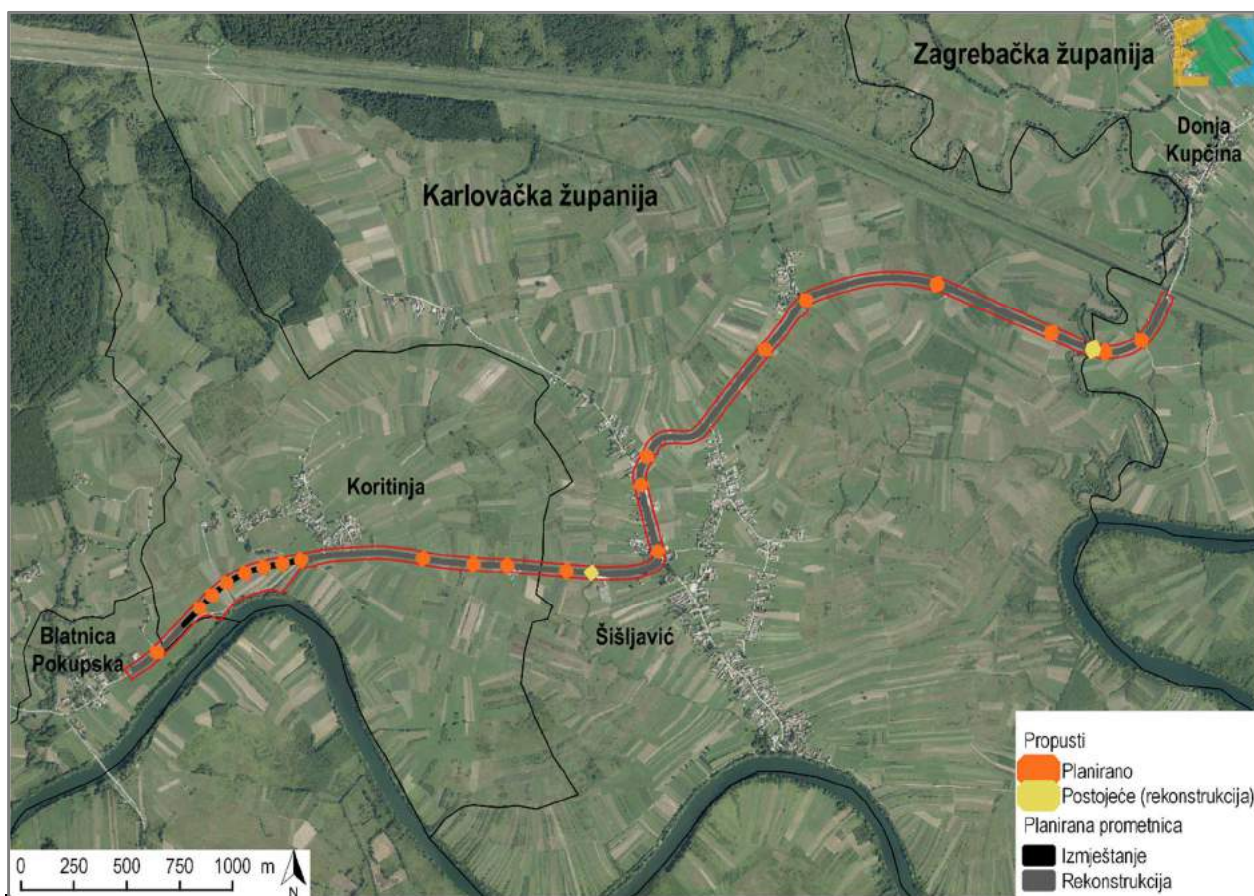 Zagrebačka županija
Donja
Kupčina
Karlovačka županija
Koritinja
Blatnica
Pokupska
Šišljavić
Propusti
Planirano
Postojeće (rekonstrukcija)
Planirana prometnica
Izmještanje
Rekonstrukcija
0 250 500 750 1000 m
N